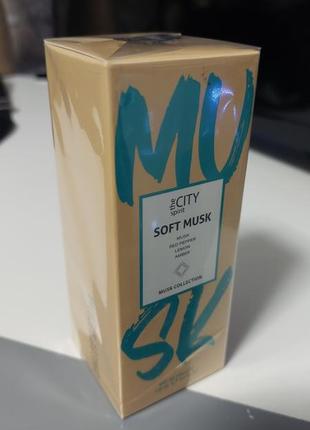 MU
the CITY
spirit
SOFT MUSK
MUSK
RED PEPPER
LEMON
AMBER
MUSK COLLECTION
SK